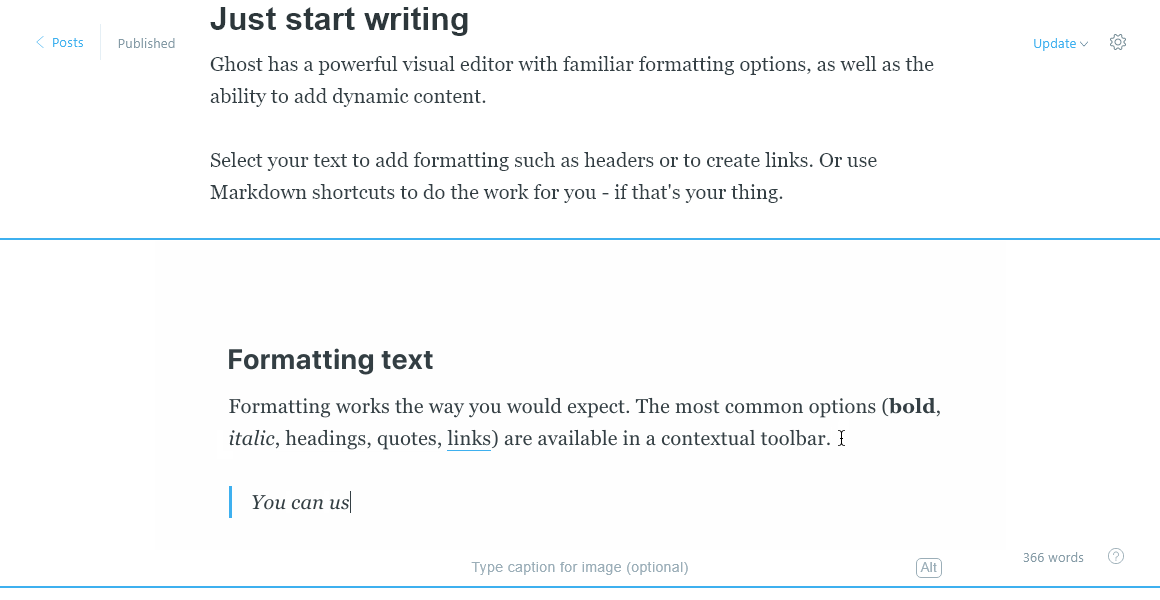 Just start writing
Posts
Published
Update
Ghost has a powerful visual editor with familiar formatting options, as well as the
ability to add dynamic content.
Select your text to add formatting such as headers or to create links. Or use
Markdown shortcuts to do the work for you - if that's your thing.
Formatting text
Formatting works the way you would expect. The most common options (bold,
italic, headings, quotes, links) are available in a contextual toolbar.
You can us
366 words
?
Type caption for image (optional)
Alt